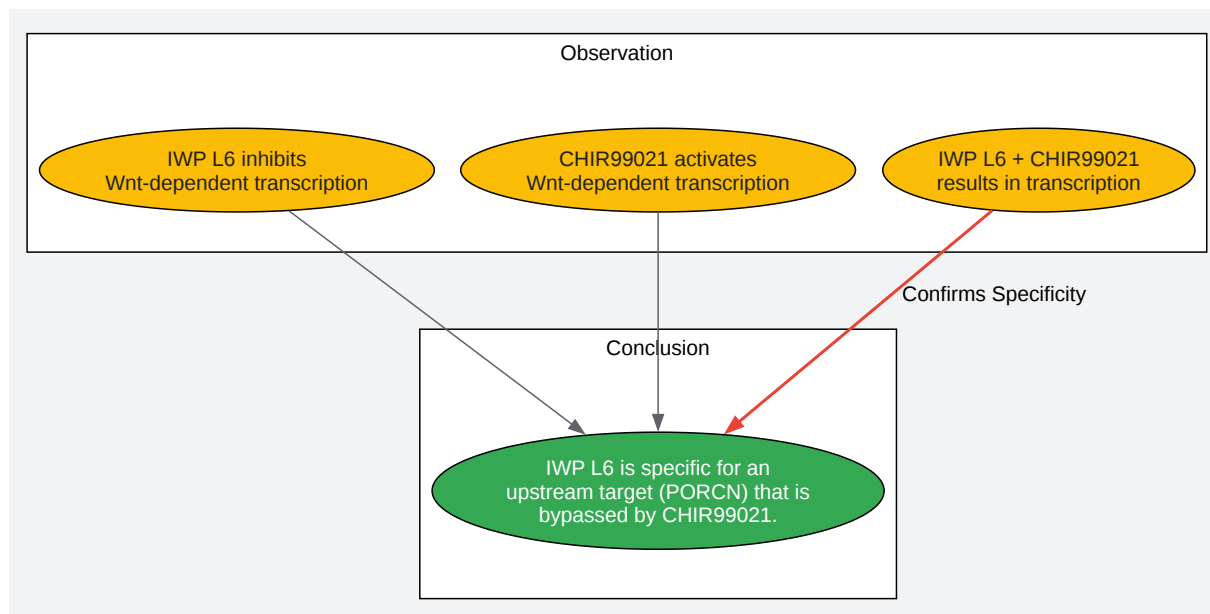 Observation
IWP L6 inhibits
Wnt-dependent transcription
CHIR99021 activates
Wnt-dependent transcription
IWP L6 + CHIR99021
results in transcription
Confirms Specificity
Conclusion
IWP L6 is specific for an
upstream target (PORCN) that is
bypassed by CHIR99021.